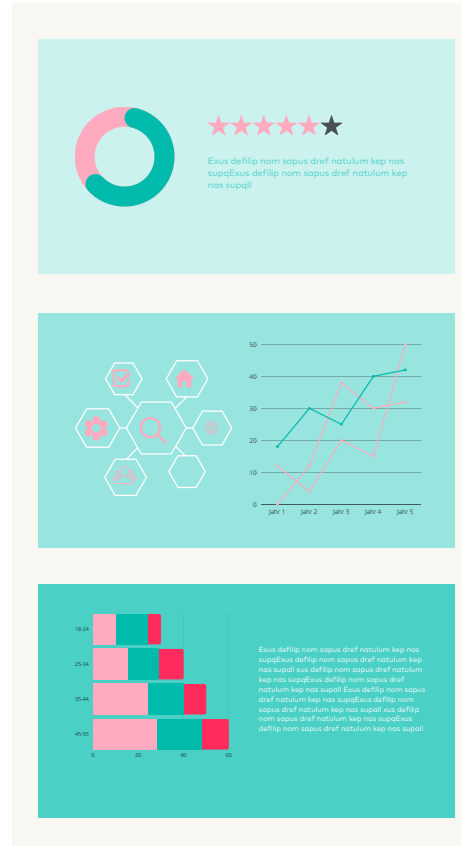 Exus defilip nom sapus dref natulum kep nas
supqExus defilip nom sapus dref natulum kep
nas supqll
50
40
30
20
10
0
Jahr 1 Jahr 2 Jahr 3 Jahr 4 Jahr 5
18-24
25-34
35-44
45-55
0 20 40 60
Exus defilip nom sapus dref natulum kep nas
supqExus defilip nom sapus dref natulum kep
nas supall xus defilip nom sapus dref natulum
kep nas supqExus defilip nom sapus dref
natulum kep nas supall Exus defilip nom sapus
dref natulum kep nas supqExus defilip nom
sapus dref natulum kep nas supall xus defilip
nom sapus dref natulum kep nas supqExus
defilip nom sapus dref natulum kep nas supall